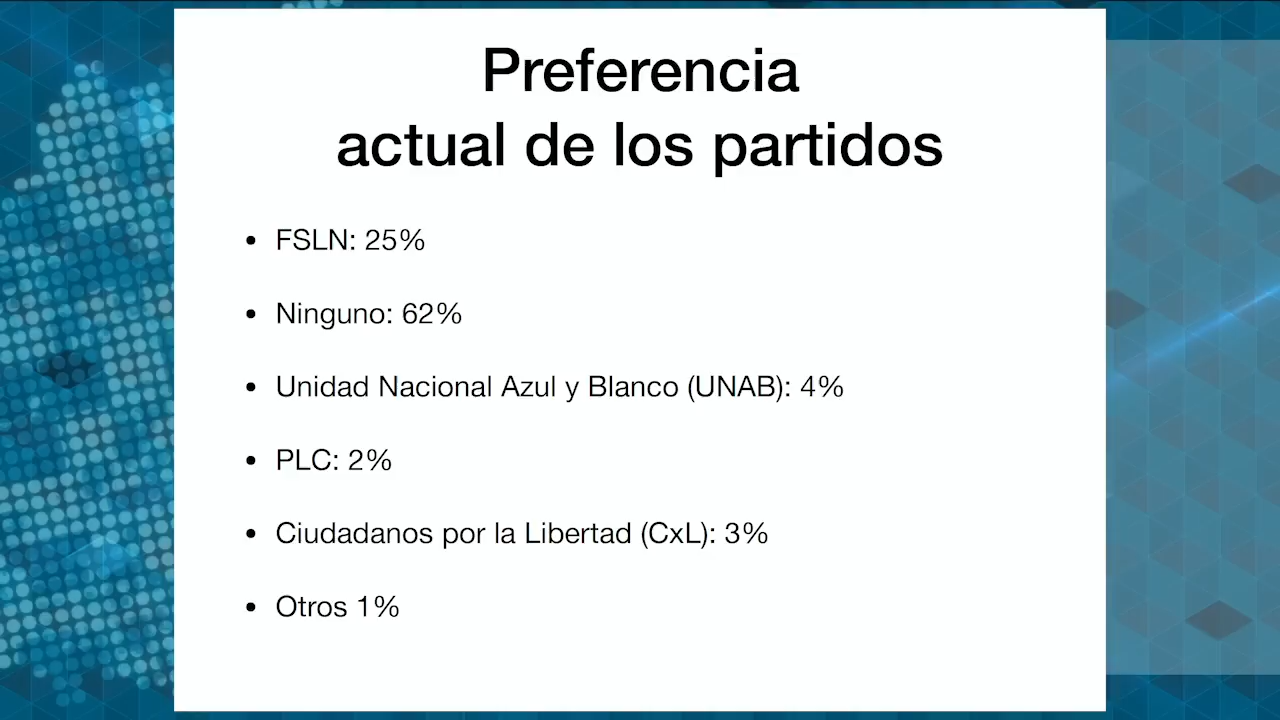 Preferencia
actual de los partidos
• FSLN: 25%
• Ninguno: 62%
• Unidad Nacional Azul y Blanco (UNAB): 4%
• PLC: 2%
• Ciudadanos por la Libertad (CxL): 3%
• Otros 1%